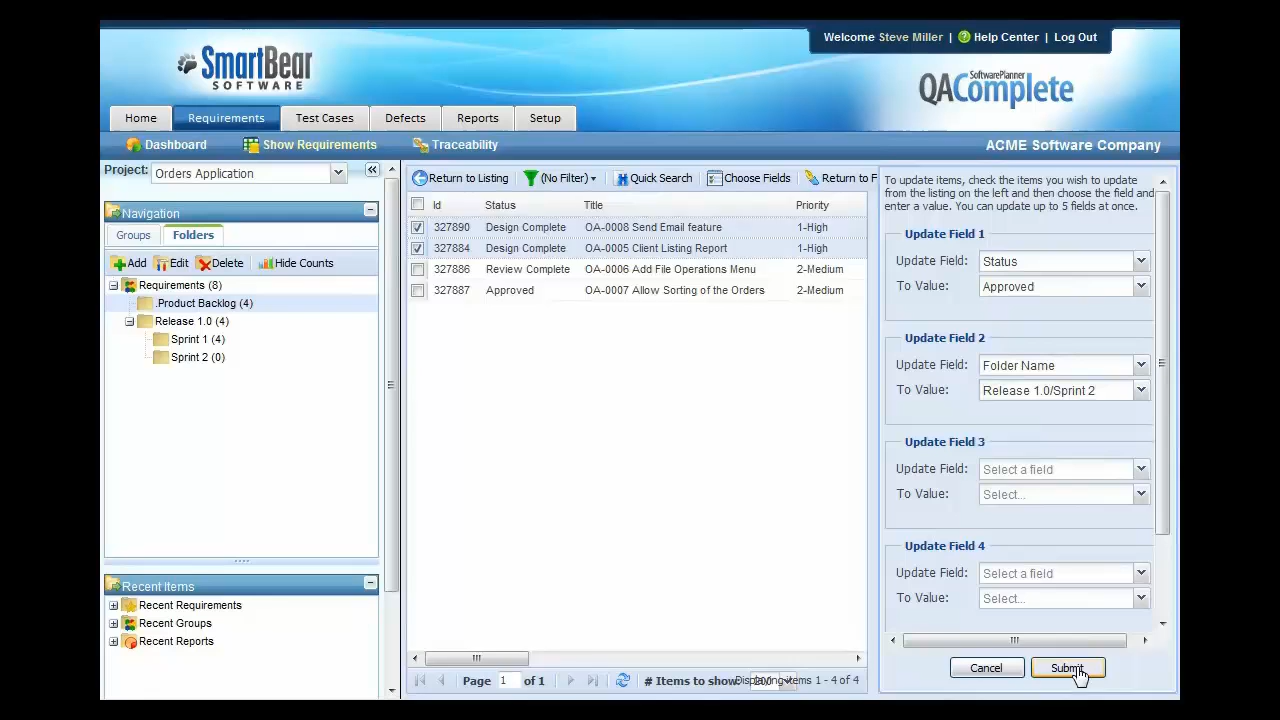 Welcome Steve Miller | Help Center | Log Out
SmartBear
SOFTWARE
SoftwarePlanner
QAComplete
Home Requirements Test Cases Defects Reports Setup
Dashboard Show Requirements Traceability ACME Software Company
Project: Orders Application
Navigation
Groups Folders
Add Edit Delete Hide Counts
Requirements (8)
.Product Backlog (4)
Release 1.0 (4)
Sprint 1 (4)
Sprint 2 (0)
Recent Items
Recent Requirements
Recent Groups
Recent Reports
Return to Listing (No Filter) Quick Search Choose Fields Return to F
Id Status Title Priority
327890 Design Complete OA-0008 Send Email feature 1-High
327884 Design Complete OA-0005 Client Listing Report 1-High
327886 Review Complete OA-0006 Add File Operations Menu 2-Medium
327887 Approved OA-0007 Allow Sorting of the Orders 2-Medium
Page 1 of 1 # Items to show: 200 Displaying items 1 - 4 of 4
To update items, check the items you wish to update
from the listing on the left and then choose the field and
enter a value. You can update up to 5 fields at once.
Update Field 1
Update Field: Status
To Value: Approved
Update Field 2
Update Field: Folder Name
To Value: Release 1.0/Sprint 2
Update Field 3
Update Field: Select a field
To Value: Select...
Update Field 4
Update Field: Select a field
To Value: Select...
Cancel Submit